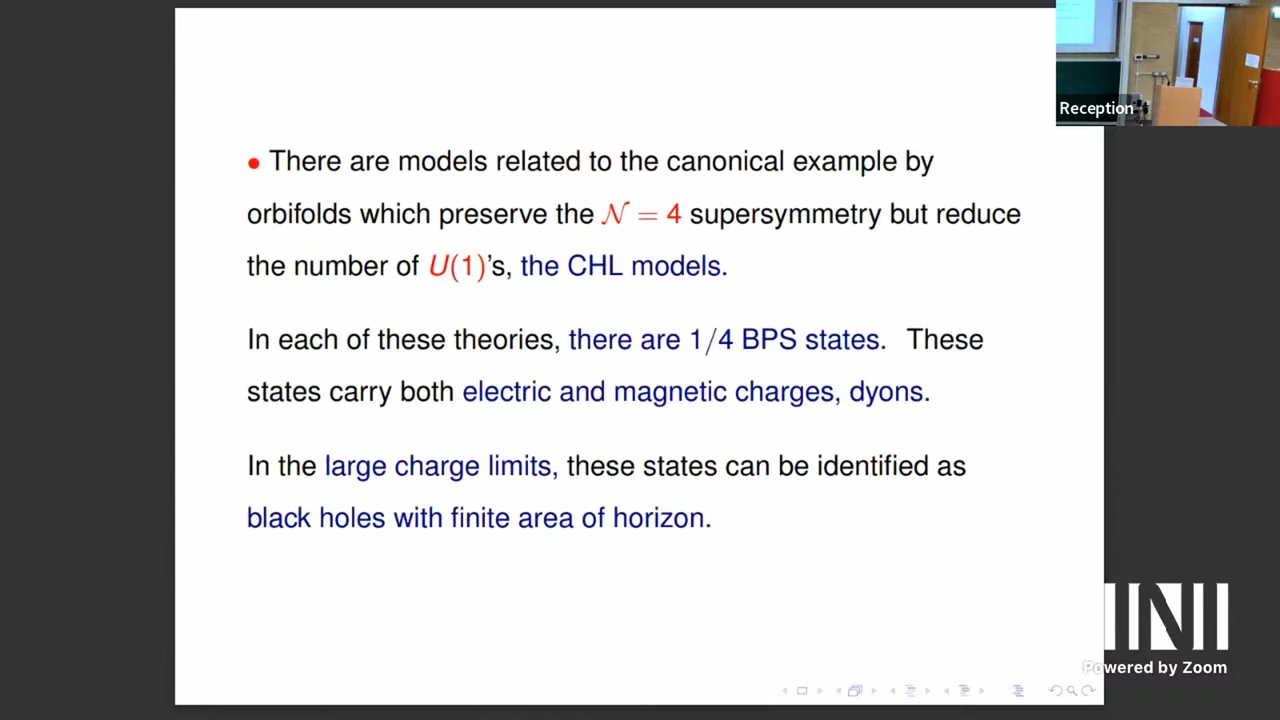 Reception
• There are models related to the canonical example by
orbifolds which preserve the 𝒩 = 4 supersymmetry but reduce
the number of U(1)'s, the CHL models.
In each of these theories, there are 1/4 BPS states. These
states carry both electric and magnetic charges, dyons.
In the large charge limits, these states can be identified as
black holes with finite area of horizon.
INI
Powered by Zoom